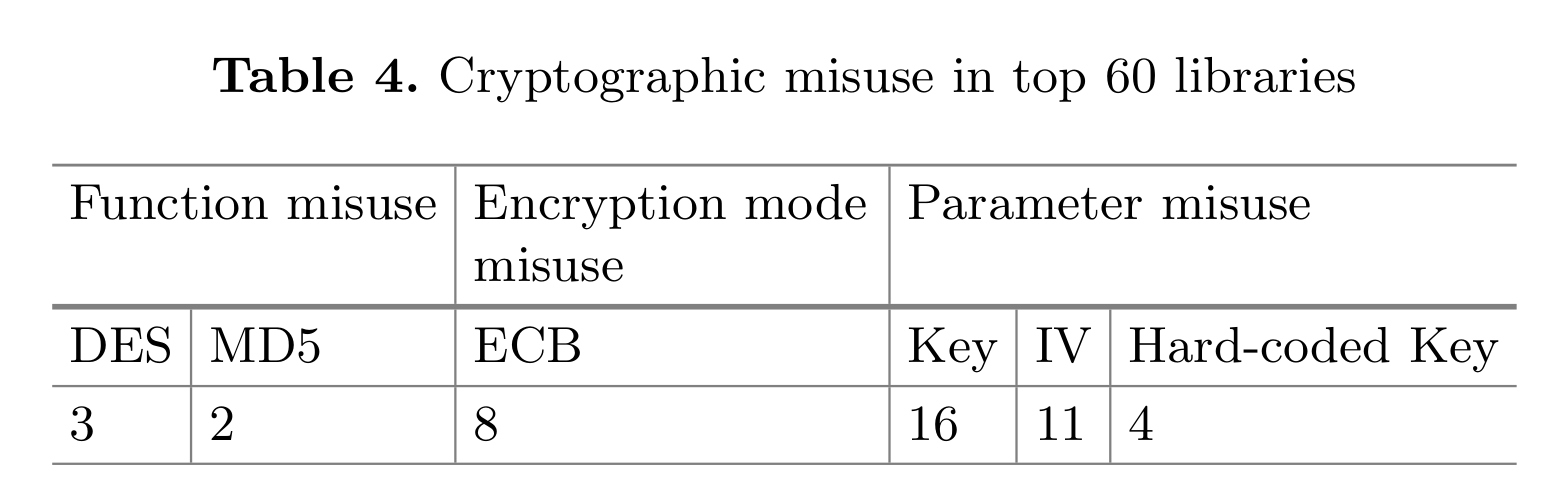 Table 4. Cryptographic misuse in top 60 libraries
Function misuse Encryption mode misuse Parameter misuse
DES MD5 ECB Key IV Hard-coded Key
3 2 8 16 11 4